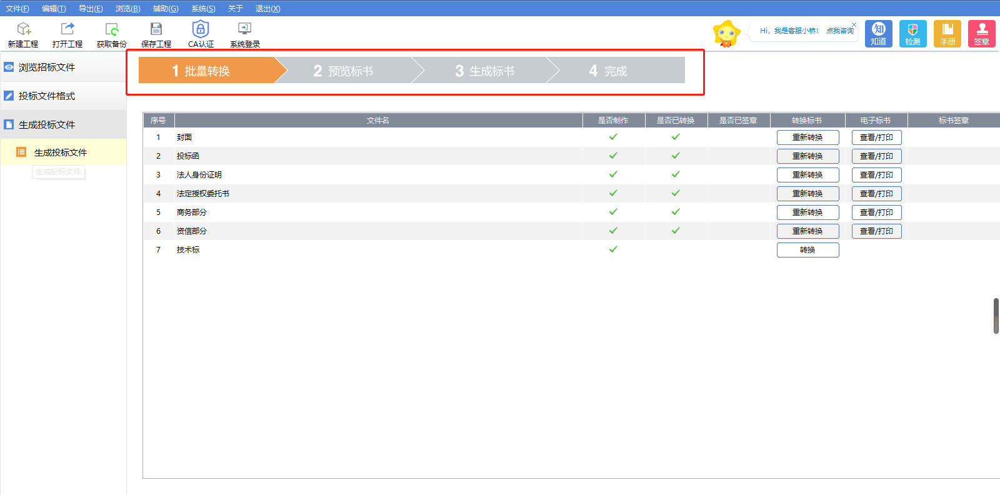 文件(F) 编辑(T) 导出(E) 浏览(B) 辅助(G) 系统(S) 关于 退出(X)
新建工程 打开工程 获取备份 保存工程 CA认证 系统登录
Hi，我是客服小桥！ 点我咨询
知 知道 检测 手册 签章
浏览招标文件
投标文件格式
生成投标文件
生成投标文件
生成投标文件
1 批量转换 2 预览标书 3 生成标书 4 完成
序号 文件名 是否制作 是否已转换 是否已签章 转换标书 电子标书 标书签章
1 封面 重新转换 查看/打印
2 投标函 重新转换 查看/打印
3 法人身份证明 重新转换 查看/打印
4 法定授权委托书 重新转换 查看/打印
5 商务部分 重新转换 查看/打印
6 资信部分 重新转换 查看/打印
7 技术标 转换